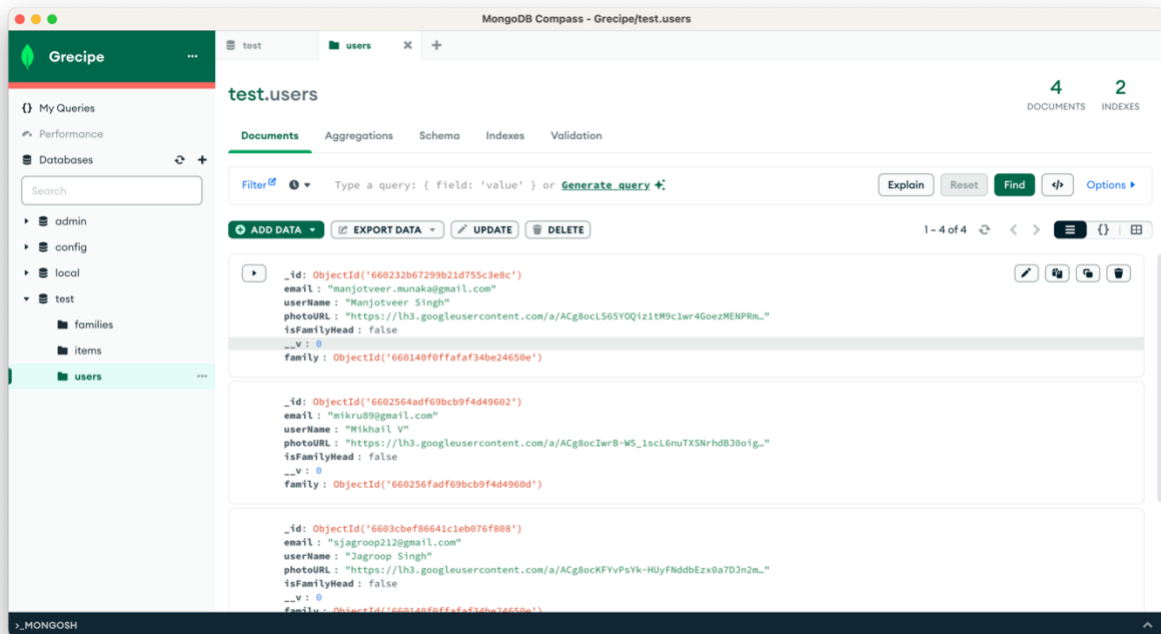 MongoDB Compass - Grecipe/test.users
Grecipe
test
users
My Queries
Performance
Databases
Search
admin
config
local
test
families
items
users
test.users
4
DOCUMENTS
2
INDEXES
Documents
Aggregations
Schema
Indexes
Validation
Filter
Type a query: { field: 'value' } or Generate query
Explain
Reset
Find
</>
Options
ADD DATA
EXPORT DATA
UPDATE
DELETE
1 – 4 of 4
{}
_id: ObjectId('660232b67299b21d755c3e8c')
email : "manjotveer.munaka@gmail.com"
userName : "Manjotveer Singh"
photoURL : "https://lh3.googleusercontent.com/a/ACg8ocLS65YOQiz1tM9c1wr4GoezMENPRm…"
isFamilyHead : false
__v : 0
family : ObjectId('660140f0ffafaf34be24650e')
_id: ObjectId('6602564adf69bcb9f4d49602')
email : "mikru89@gmail.com"
userName : "Mikhail V"
photoURL : "https://lh3.googleusercontent.com/a/ACg8ocIwrB-W5_1scL6nuTXSNrhdBJ0oig…"
isFamilyHead : false
__v : 0
family : ObjectId('660256fadf69bcb9f4d4960d')
_id: ObjectId('6603cbef86641c1eb076f808')
email : "sjagroop212@gmail.com"
userName : "Jagroop Singh"
photoURL : "https://lh3.googleusercontent.com/a/ACg8ocKFYvPsYk-HUyFNddbEzx0a7DJn2m…"
isFamilyHead : false
__v : 0
family : ObjectId('660140f0ffafaf34be24650e')
>_MONGOSH